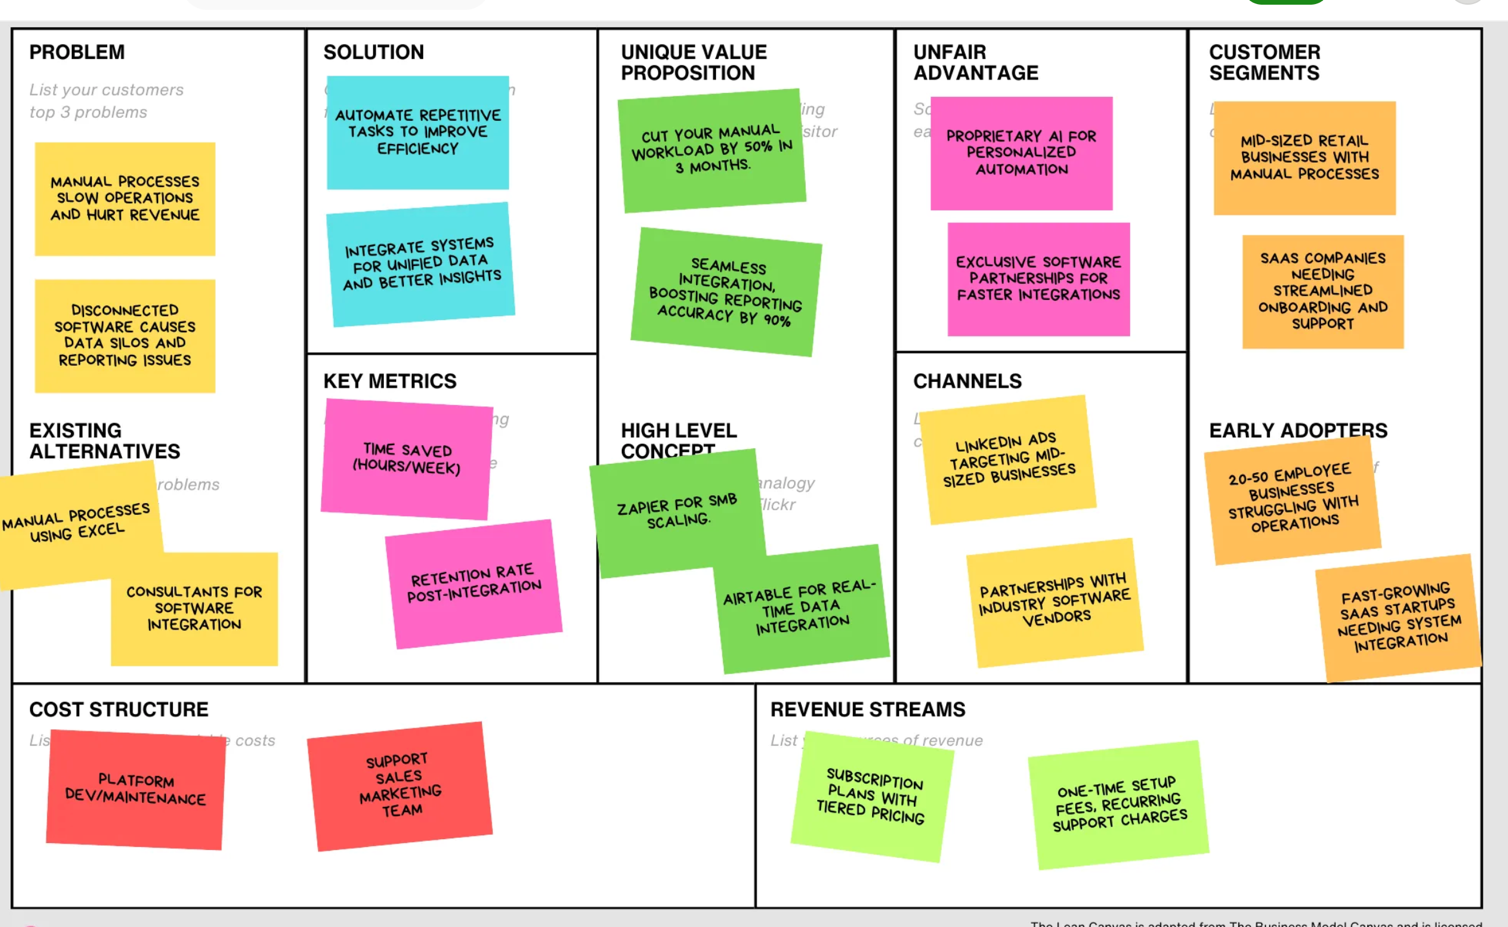 PROBLEM
List your customers
top 3 problems
MANUAL PROCESSES
SLOW OPERATIONS
AND HURT REVENUE
DISCONNECTED
SOFTWARE CAUSES
DATA SILOS AND
REPORTING ISSUES
EXISTING
ALTERNATIVES
roblems
MANUAL PROCESSES
USING EXCEL
CONSULTANTS FOR
SOFTWARE
INTEGRATION
SOLUTION
AUTOMATE REPETITIVE
TASKS TO IMPROVE
EFFICIENCY
INTEGRATE SYSTEMS
FOR UNIFIED DATA
AND BETTER INSIGHTS
KEY METRICS
ng
e
TIME SAVED
(HOURS/WEEK)
RETENTION RATE
POST-INTEGRATION
UNIQUE VALUE
PROPOSITION
ing
isitor
CUT YOUR MANUAL
WORKLOAD BY 50% IN
3 MONTHS.
SEAMLESS
INTEGRATION,
BOOSTING REPORTING
ACCURACY BY 90%
HIGH LEVEL
CONCEPT
analogy
flickr
ZAPIER FOR SMB
SCALING.
AIRTABLE FOR REAL-
TIME DATA
INTEGRATION
UNFAIR
ADVANTAGE
So
ea
PROPRIETARY AI FOR
PERSONALIZED
AUTOMATION
EXCLUSIVE SOFTWARE
PARTNERSHIPS FOR
FASTER INTEGRATIONS
CHANNELS
LINKEDIN ADS
TARGETING MID-
SIZED BUSINESSES
PARTNERSHIPS WITH
INDUSTRY SOFTWARE
VENDORS
CUSTOMER
SEGMENTS
MID-SIZED RETAIL
BUSINESSES WITH
MANUAL PROCESSES
SAAS COMPANIES
NEEDING
STREAMLINED
ONBOARDING AND
SUPPORT
EARLY ADOPTERS
f
20-50 EMPLOYEE
BUSINESSES
STRUGGLING WITH
OPERATIONS
FAST-GROWING
SAAS STARTUPS
NEEDING SYSTEM
INTEGRATION
COST STRUCTURE
Lis e costs
PLATFORM
DEV/MAINTENANCE
SUPPORT
SALES
MARKETING
TEAM
REVENUE STREAMS
List of revenue
SUBSCRIPTION
PLANS WITH
TIERED PRICING
ONE-TIME SETUP
FEES, RECURRING
SUPPORT CHARGES
The Lean Canvas is adapted from The Business Model Canvas and is licensed